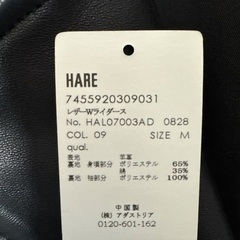 HARE
7455920309031
レザーWライダース
No. HAL07003AD 0828
COL. 09 SIZE M
qual.
表地 羊革
裏地 身頃部分 ポリエステル 65%
綿 35%
裏地 袖部分 ポリエステル 100%
中国製
(株) アダストリア
0120-601-162